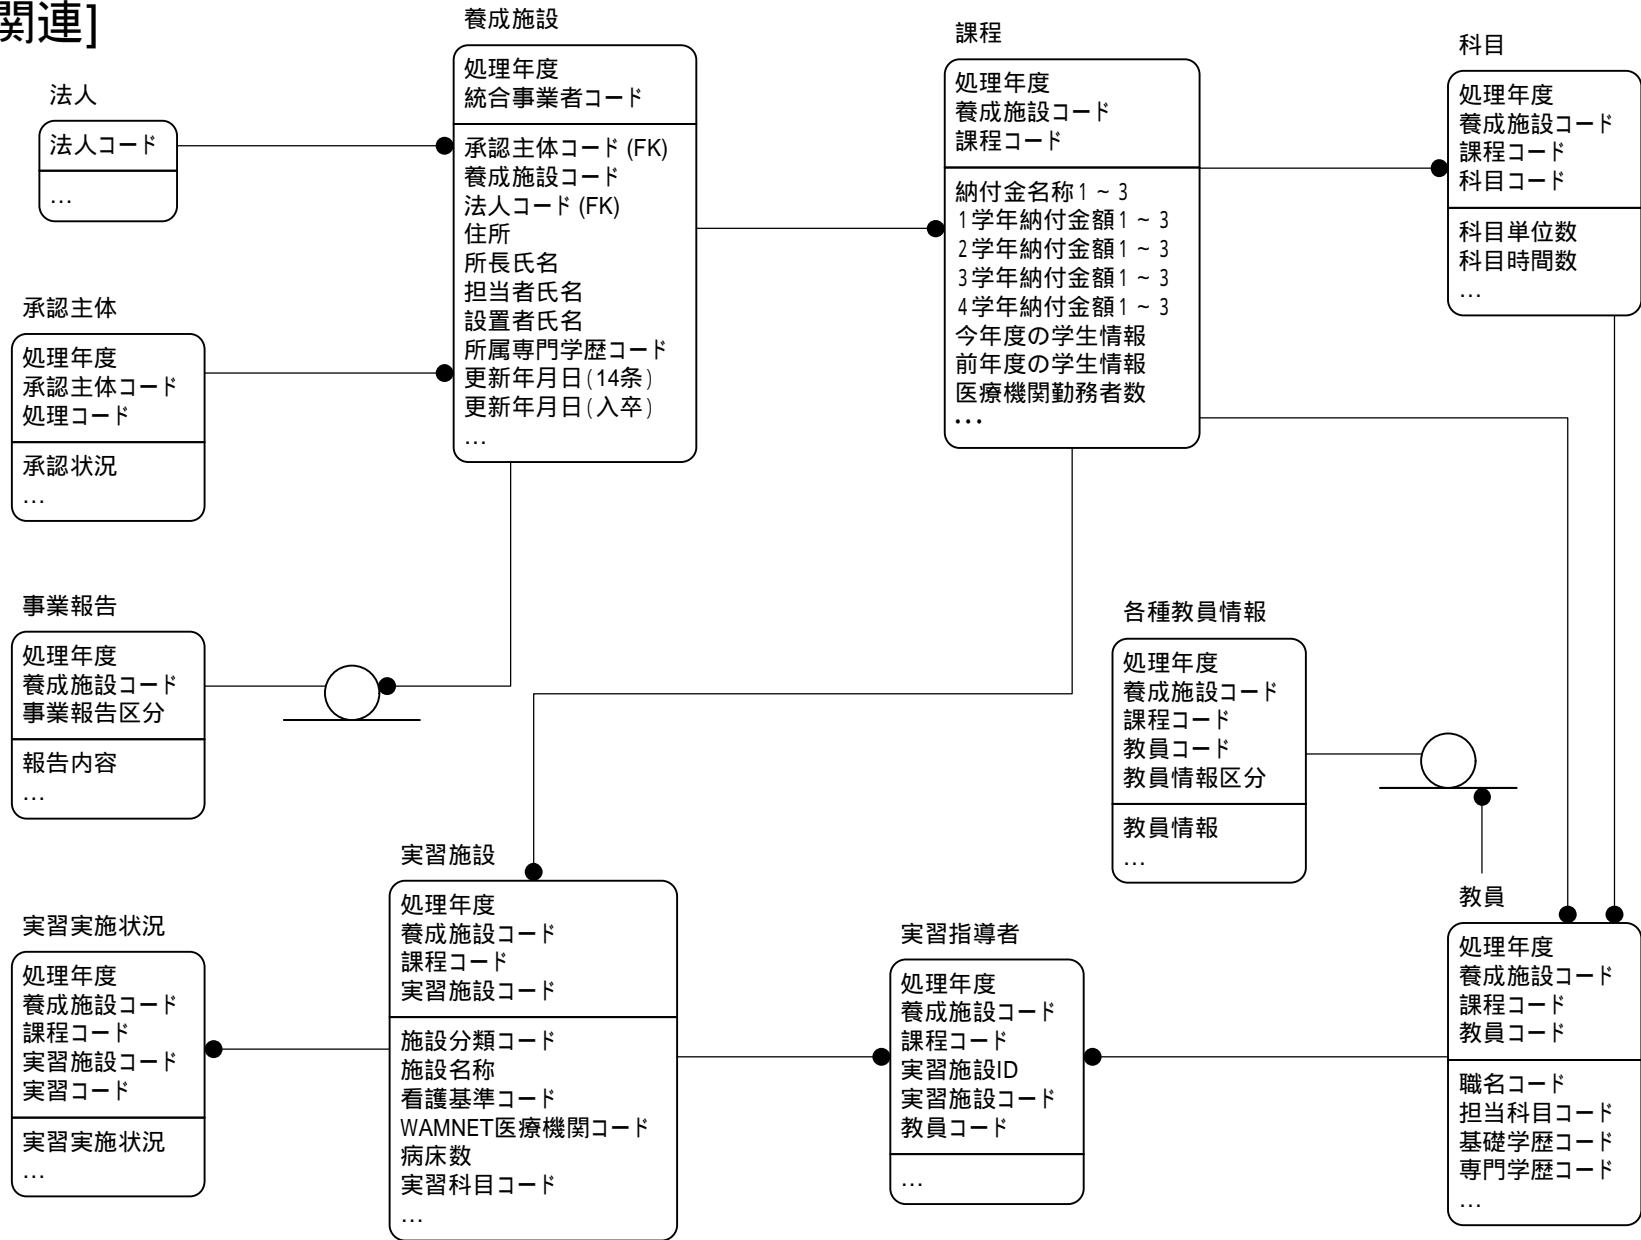 関連]
法人
法人コード
…
養成施設
処理年度
統合事業者コード
承認主体コード (FK)
養成施設コード
法人コード (FK)
住所
所長氏名
担当者氏名
設置者氏名
所属専門学歴コード
更新年月日(14条)
更新年月日(入卒)
…
課程
処理年度
養成施設コード
課程コード
納付金名称1～3
1学年納付金額1～3
2学年納付金額1～3
3学年納付金額1～3
4学年納付金額1～3
今年度の学生情報
前年度の学生情報
医療機関勤務者数
・・・
科目
処理年度
養成施設コード
課程コード
科目コード
科目単位数
科目時間数
…
承認主体
処理年度
承認主体コード
処理コード
承認状況
…
事業報告
処理年度
養成施設コード
事業報告区分
報告内容
…
各種教員情報
処理年度
養成施設コード
課程コード
教員コード
教員情報区分
教員情報
…
実習実施状況
処理年度
養成施設コード
課程コード
実習施設コード
実習コード
実習実施状況
…
実習施設
処理年度
養成施設コード
課程コード
実習施設コード
施設分類コード
施設名称
看護基準コード
WAMNET医療機関コード
病床数
実習科目コード
…
実習指導者
処理年度
養成施設コード
課程コード
実習施設ID
実習施設コード
教員コード
…
教員
処理年度
養成施設コード
課程コード
教員コード
職名コード
担当科目コード
基礎学歴コード
専門学歴コード
…